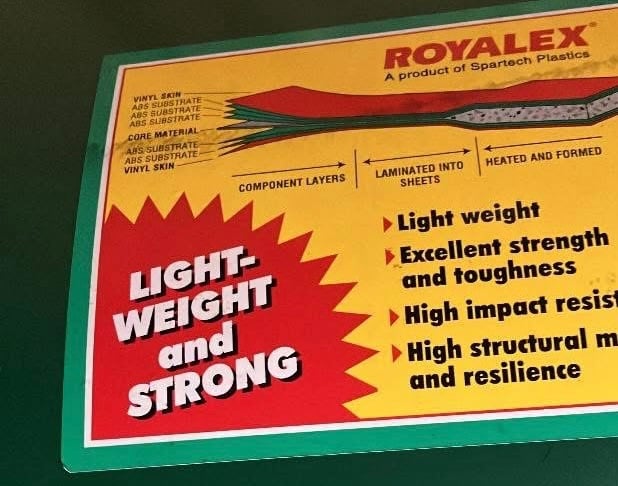 ROYALEX®
A product of Spartech Plastics
VINYL SKIN
ABS SUBSTRATE
ABS SUBSTRATE
ABS SUBSTRATE
CORE MATERIAL
ABS SUBSTRATE
ABS SUBSTRATE
VINYL SKIN
COMPONENT LAYERS
LAMINATED INTO
SHEETS
HEATED AND FORMED
Light weight
Excellent strength
and toughness
High impact resist
High structural m
and resilience
LIGHT-
WEIGHT
and
STRONG